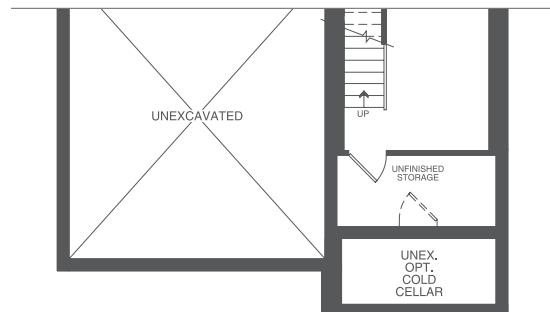 UNEXCAVATED
UP
UNFINISHED
STORAGE
UNEX.
OPT.
COLD
CELLAR